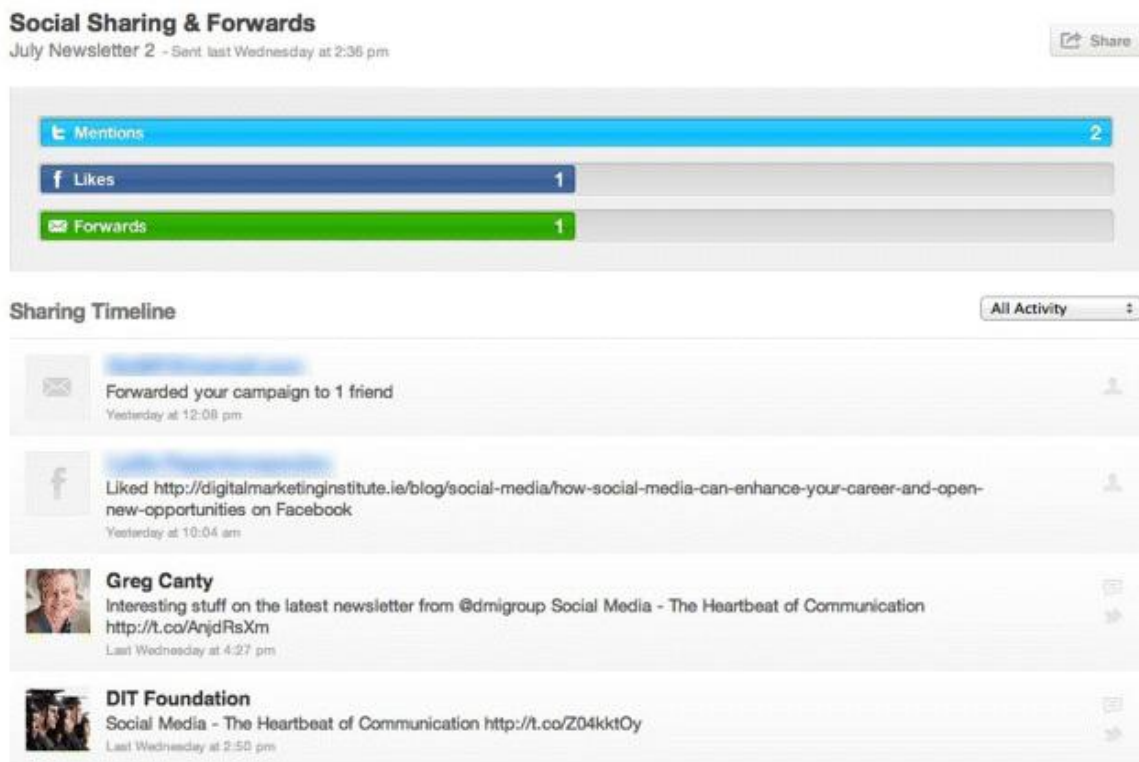 Social Sharing & Forwards
July Newsletter 2 - Sent last Wednesday at 2:36 pm
Share
Mentions 2
Likes 1
Forwards 1
Sharing Timeline
All Activity
Forwarded your campaign to 1 friend
Yesterday at 12:08 pm
Liked http://digitalmarketinginstitute.ie/blog/social-media/how-social-media-can-enhance-your-career-and-open-
new-opportunities on Facebook
Yesterday at 10:04 am
Greg Canty
Interesting stuff on the latest newsletter from @dmigroup Social Media - The Heartbeat of Communication
http://t.co/AnjdRsXm
Last Wednesday at 4:27 pm
DIT Foundation
Social Media - The Heartbeat of Communication http://t.co/Z04kktOy
Last Wednesday at 2:50 pm